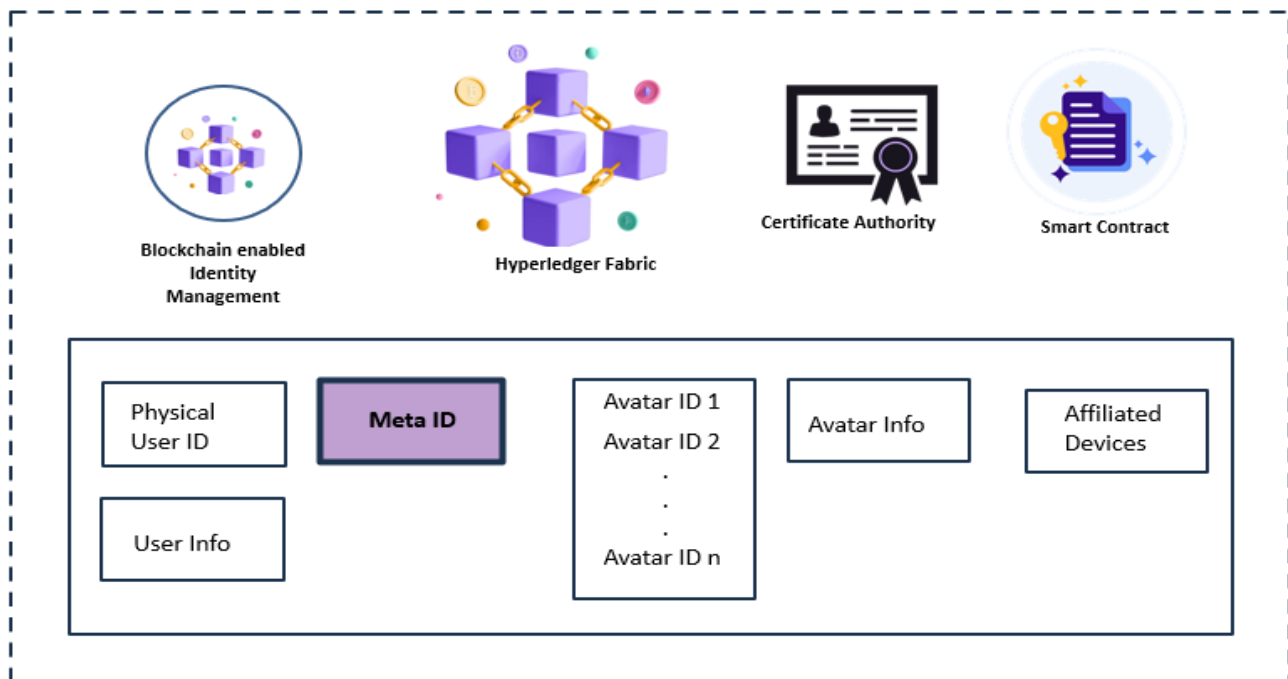 Blockchain enabled
Identity
Management
Hyperledger Fabric
Certificate Authority
Smart Contract
Physical
User ID
Meta ID
Avatar ID 1
Avatar ID 2
.
.
.
Avatar ID n
Avatar Info
Affiliated
Devices
User Info